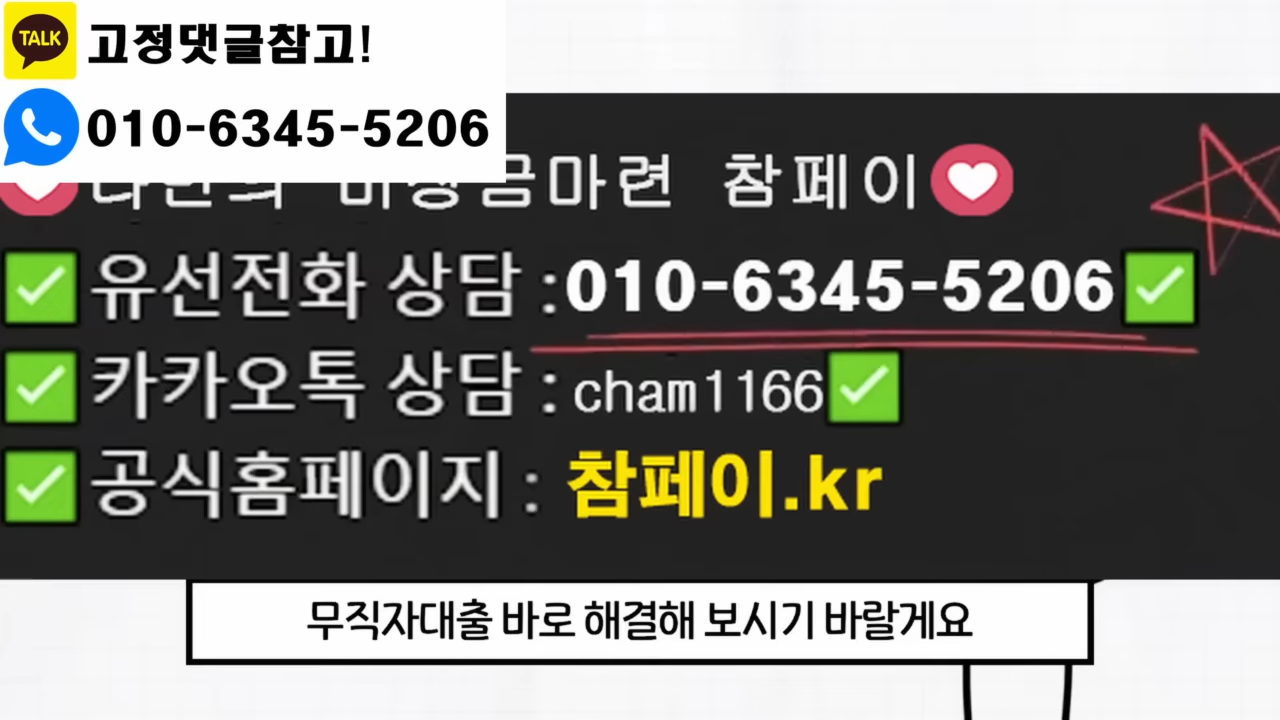 TALK 고정댓글참고!
010-6345-5206
참페이
유선전화 상담 :010-6345-5206
카카오톡 상담 : cham1166
공식홈페이지 : 참페이.kr
무직자대출 바로 해결해 보시기 바랄게요